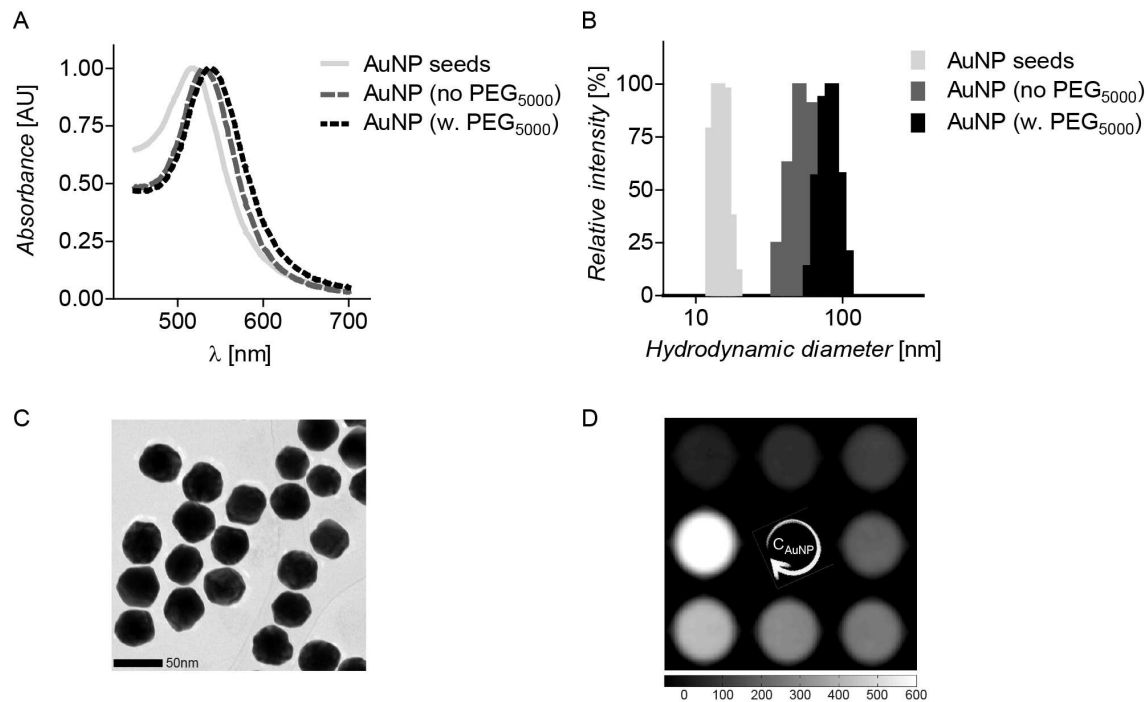 A
1.00
0.75
0.50
0.25
0.00
Absorbance [AU]
500
600
700
λ [nm]
AuNP seeds
AuNP (no PEG5000)
AuNP (w. PEG5000)
B
100
75
50
25
0
Relative intensity [%]
10
100
Hydrodynamic diameter [nm]
AuNP seeds
AuNP (no PEG5000)
AuNP (w. PEG5000)
C
50nm
D
CAuNP
0 100 200 300 400 500 600